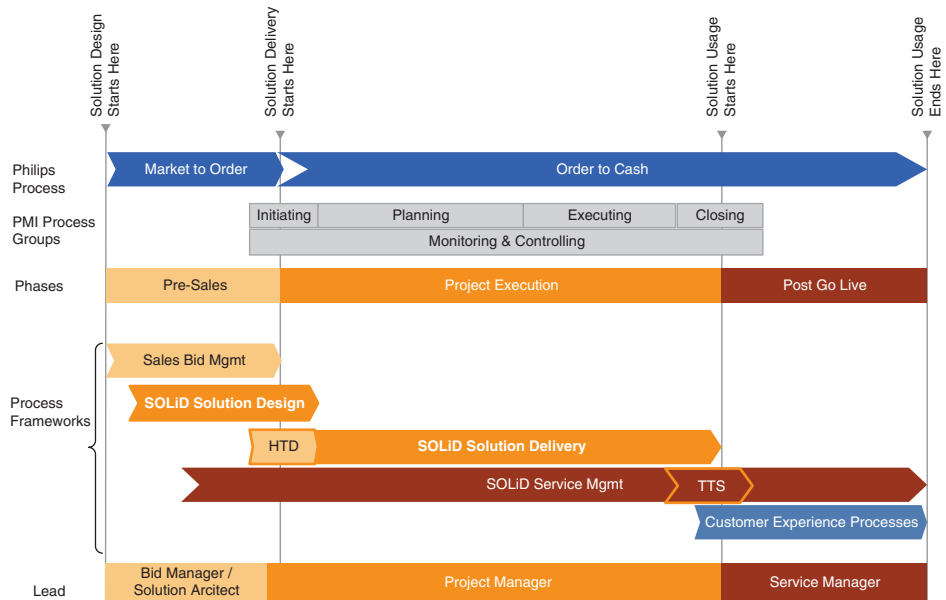 Solution Design
Starts Here
Solution Delivery
Starts Here
Solution Usage
Starts Here
Solution Usage
Ends Here
Philips
Process
Market to Order
Order to Cash
PMI Process
Groups
Initiating
Planning
Executing
Closing
Monitoring & Controlling
Phases
Pre-Sales
Project Execution
Post Go Live
Process
Frameworks
Sales Bid Mgmt
SOLiD Solution Design
HTD
SOLiD Solution Delivery
SOLiD Service Mgmt
TTS
Customer Experience Processes
Lead
Bid Manager /
Solution Arcitect
Project Manager
Service Manager